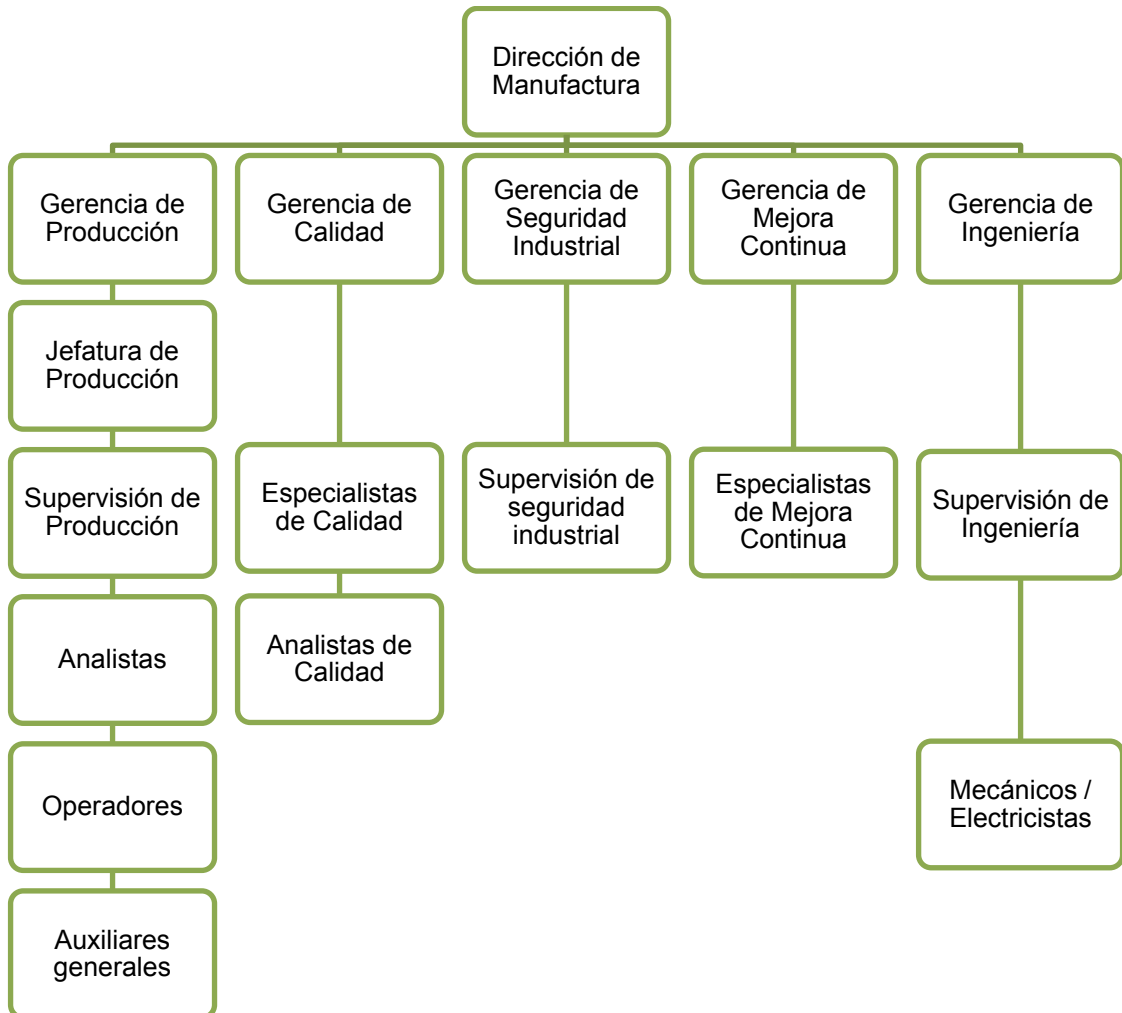 Dirección de
Manufactura
Gerencia de
Producción
Gerencia de
Calidad
Gerencia de
Seguridad
Industrial
Gerencia de
Mejora
Continua
Gerencia de
Ingeniería
Jefatura de
Producción
Supervisión de
Producción
Especialistas
de Calidad
Supervisión de
seguridad
industrial
Especialistas
de Mejora
Continua
Supervisión de
Ingeniería
Analistas
Analistas de
Calidad
Operadores
Mecánicos /
Electricistas
Auxiliares
generales